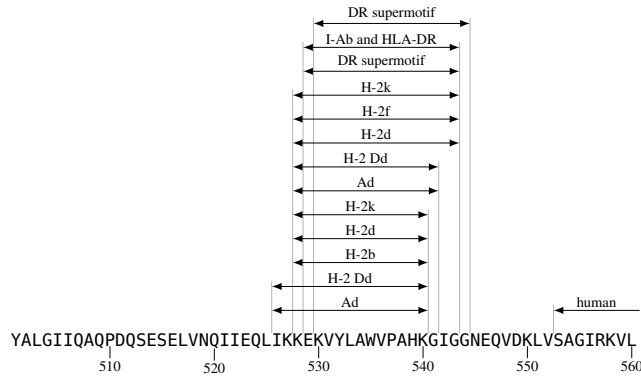 DR supermotif
I-Ab and HLA-DR
DR supermotif
H-2k
H-2f
H-2d
H-2 Dd
Ad
H-2k
H-2d
H-2b
H-2 Dd
Ad human
YALGIIQAQPDQSESELVNQIIEQLIKKEKVYLAWVPAHKGIGGNEQVDKLVSAGIRKVL
510 520 530 540 550 560